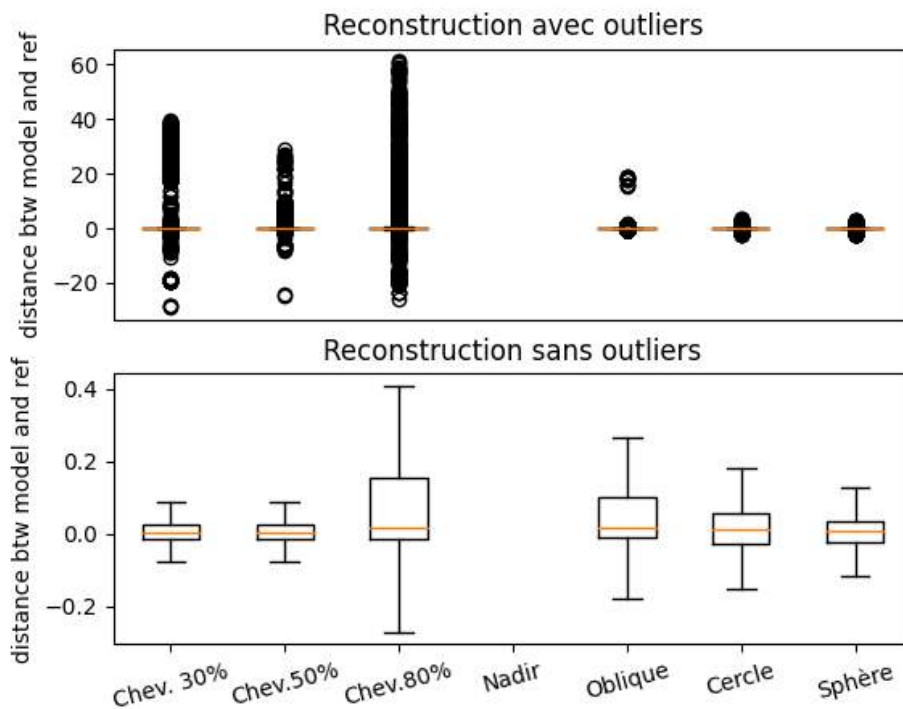 Reconstruction avec outliers
distance btw model and ref
60
40
20
0
−20
Reconstruction sans outliers
distance btw model and ref
0.4
0.2
0.0
−0.2
Chev. 30%
Chev.50%
Chev.80%
Nadir
Oblique
Cercle
Sphère